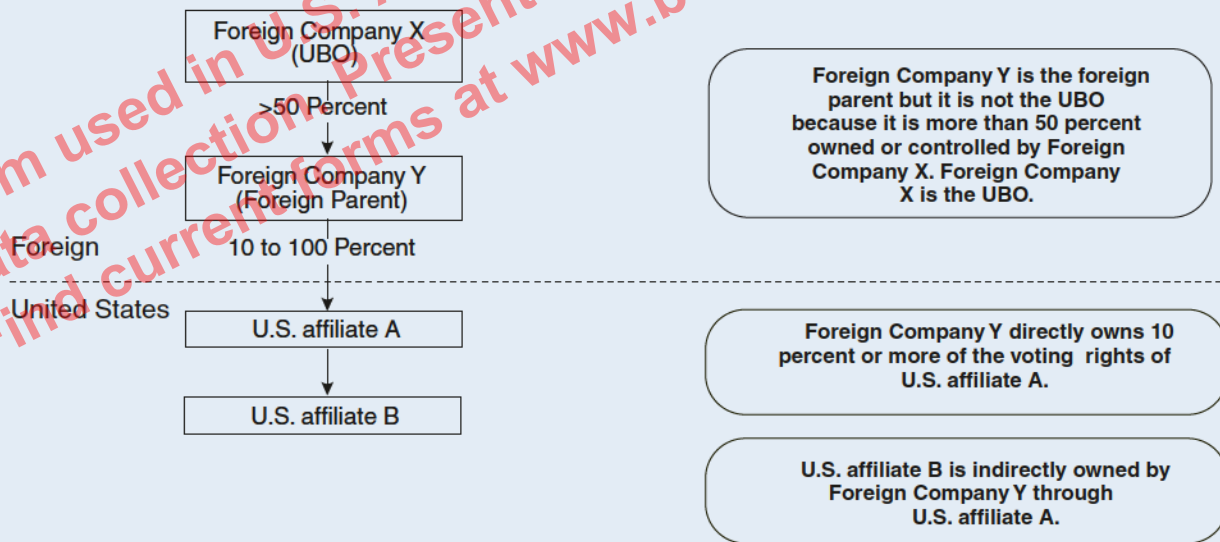 Foreign Company X
(UBO)
>50 Percent
Foreign Company Y
(Foreign Parent)
Foreign
10 to 100 Percent
United States
U.S. affiliate A
U.S. affiliate B
Foreign Company Y is the foreign
parent but it is not the UBO
because it is more than 50 percent
owned or controlled by Foreign
Company X. Foreign Company
X is the UBO.
Foreign Company Y directly owns 10
percent or more of the voting rights of
U.S. affiliate A.
U.S. affiliate B is indirectly owned by
Foreign Company Y through
U.S. affiliate A.
used in U.S.
collection. Present
find current forms at www.b